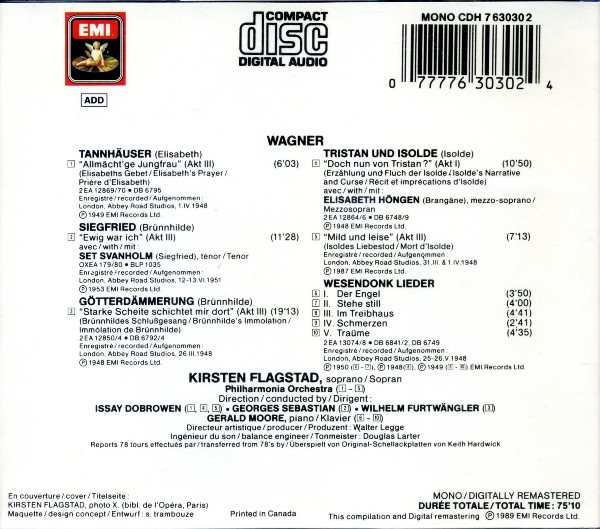 EMI
ADD
COMPACT
disc
DIGITAL AUDIO
MONO CDH 7 63030 2
0 77776 30302 4
WAGNER
TANNHÄUSER (Elisabeth)
1 “Allmächt'ge Jungfrau” (Akt III) (6'03)
(Elisabeths Gebet / Elisabeth's Prayer /
Prière d'Elisabeth)
2 EA 12869/70 • DB 6795
Enregistré / recorded / Aufgenommen :
London, Abbey Road Studios, 1.IV.1948
Ⓟ 1949 EMI Records Ltd.
SIEGFRIED (Brünnhilde)
2 “Ewig war ich” (Akt III) (11'28)
avec / with / mit :
SET SVANHOLM (Siegfried), ténor / Tenor
OXEA 179/80 • BLP 1035
Enregistré / recorded / Aufgenommen :
London, Abbey Road Studios, 12-13.VI.1951
Ⓟ 1953 EMI Records Ltd.
GÖTTERDÄMMERUNG (Brünnhilde)
“Starke Scheite schichtet mir dort” (Akt III) (19'13)
(Brünnhildes Schlußgesang / Brünnhilde's Immolation /
Immolation de Brünnhilde)
2 EA 12850/4 • DB 6792/4
Enregistré / recorded / Aufgenommen :
London, Abbey Road Studios, 26.III.1948
Ⓟ 1948 EMI Records Ltd.
TRISTAN UND ISOLDE (Isolde)
4 “Doch nun von Tristan ?” (Akt I) (10'50)
(Erzählung und Fluch der Isolde / Isolde's Narrative
and Curse / Récit et imprécations d'Isolde)
avec / with / mit :
ELISABETH HÖNGEN (Brangäne), mezzo-soprano /
Mezzosopran
2 EA 12864/6 • DB 6748/9
Ⓟ 1948 EMI Records Ltd.
5 “Mild und leise” (Akt III) (7'13)
(Isoldes Liebestod / Mort d'Isolde)
Enregistré / recorded / Aufgenommen :
London, Abbey Road Studios, 31.III. & 1.IV.1948
Ⓟ 1987 EMI Records Ltd.
WESENDONK LIEDER
6 I. Der Engel (3'50)
7 II. Stehe still (4'00)
8 III. Im Treibhaus (4'41)
9 IV. Schmerzen (2'41)
10 V. Träume (4'35)
2 EA 13074/8 • DB 6841/2, DB 6749
Enregistré / recorded / Aufgenommen :
London, Abbey Road Studios, 25-26.V.1948
Ⓟ 1950, Ⓟ 1948, Ⓟ 1949 EMI Records Ltd.
KIRSTEN FLAGSTAD, soprano / Sopran
Philharmonia Orchestra (1 - 5)
Direction / conducted by / Dirigent :
ISSAY DOBROWEN (1, 4, 5) • GEORGES SEBASTIAN (2) • WILHELM FURTWÄNGLER (3)
GERALD MOORE, piano / Klavier (6 - 10)
Directeur artistique / producer / Produzent : Walter Legge
Ingénieur du son / balance engineer / Tonmeister : Douglas Larter
Reports 78 tours effectués par / transferred from 78's by / Überspielt von Original-Schellackplatten von Keith Hardwick
En couverture / cover / Titelseite :
KIRSTEN FLAGSTAD, photo X. (bibl. de l'Opéra, Paris)
Maquette / design concept / Entwurf : s. trambouze
Printed in Canada
MONO / DIGITALLY REMASTERED
DURÉE TOTALE / TOTAL TIME : 75'10
This compilation and Digital remastering Ⓟ 1989 EMI Records Ltd.